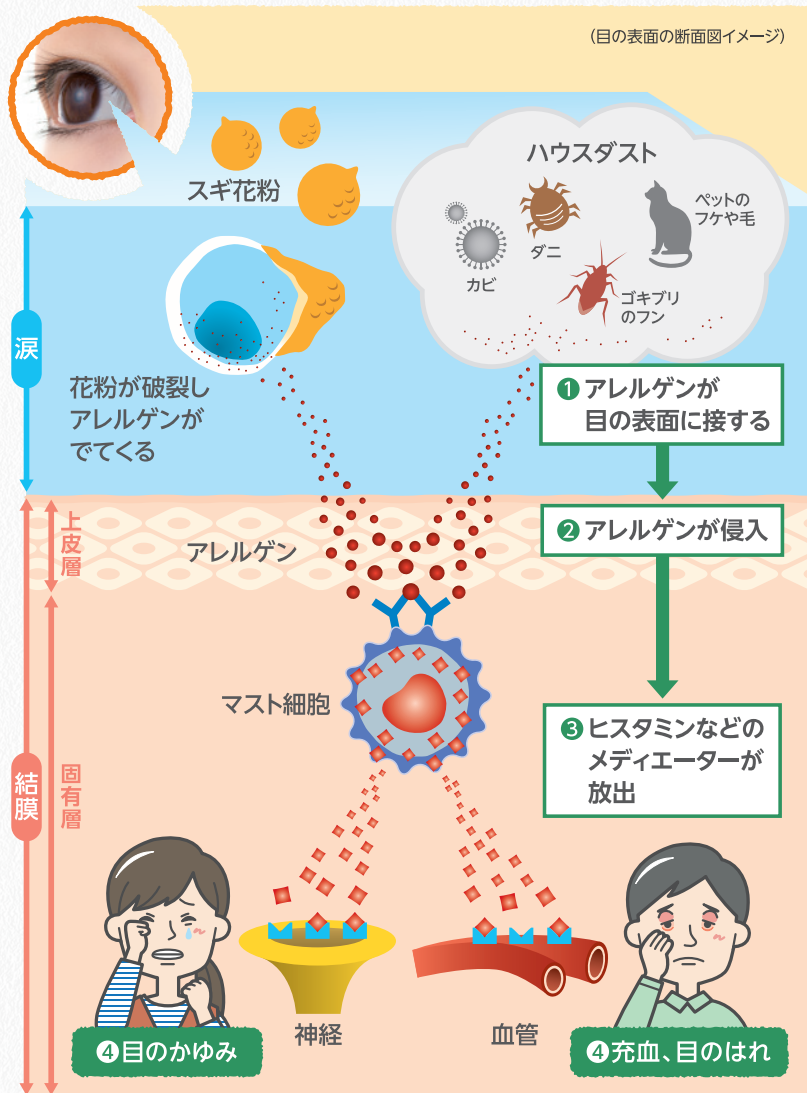 （目の表面の断面図イメージ）
スギ花粉
ハウスダスト
ペットの
フケや毛
ダニ
カビ
ゴキブリ
のフン
涙
花粉が破裂し
アレルゲンが
でてくる
❶アレルゲンが
目の表面に接する
上皮層
アレルゲン
❷アレルゲンが侵入
マスト細胞
❸ヒスタミンなどの
メディエーターが
放出
結膜
固有層
神経
血管
❹目のかゆみ
❹充血、目のはれ